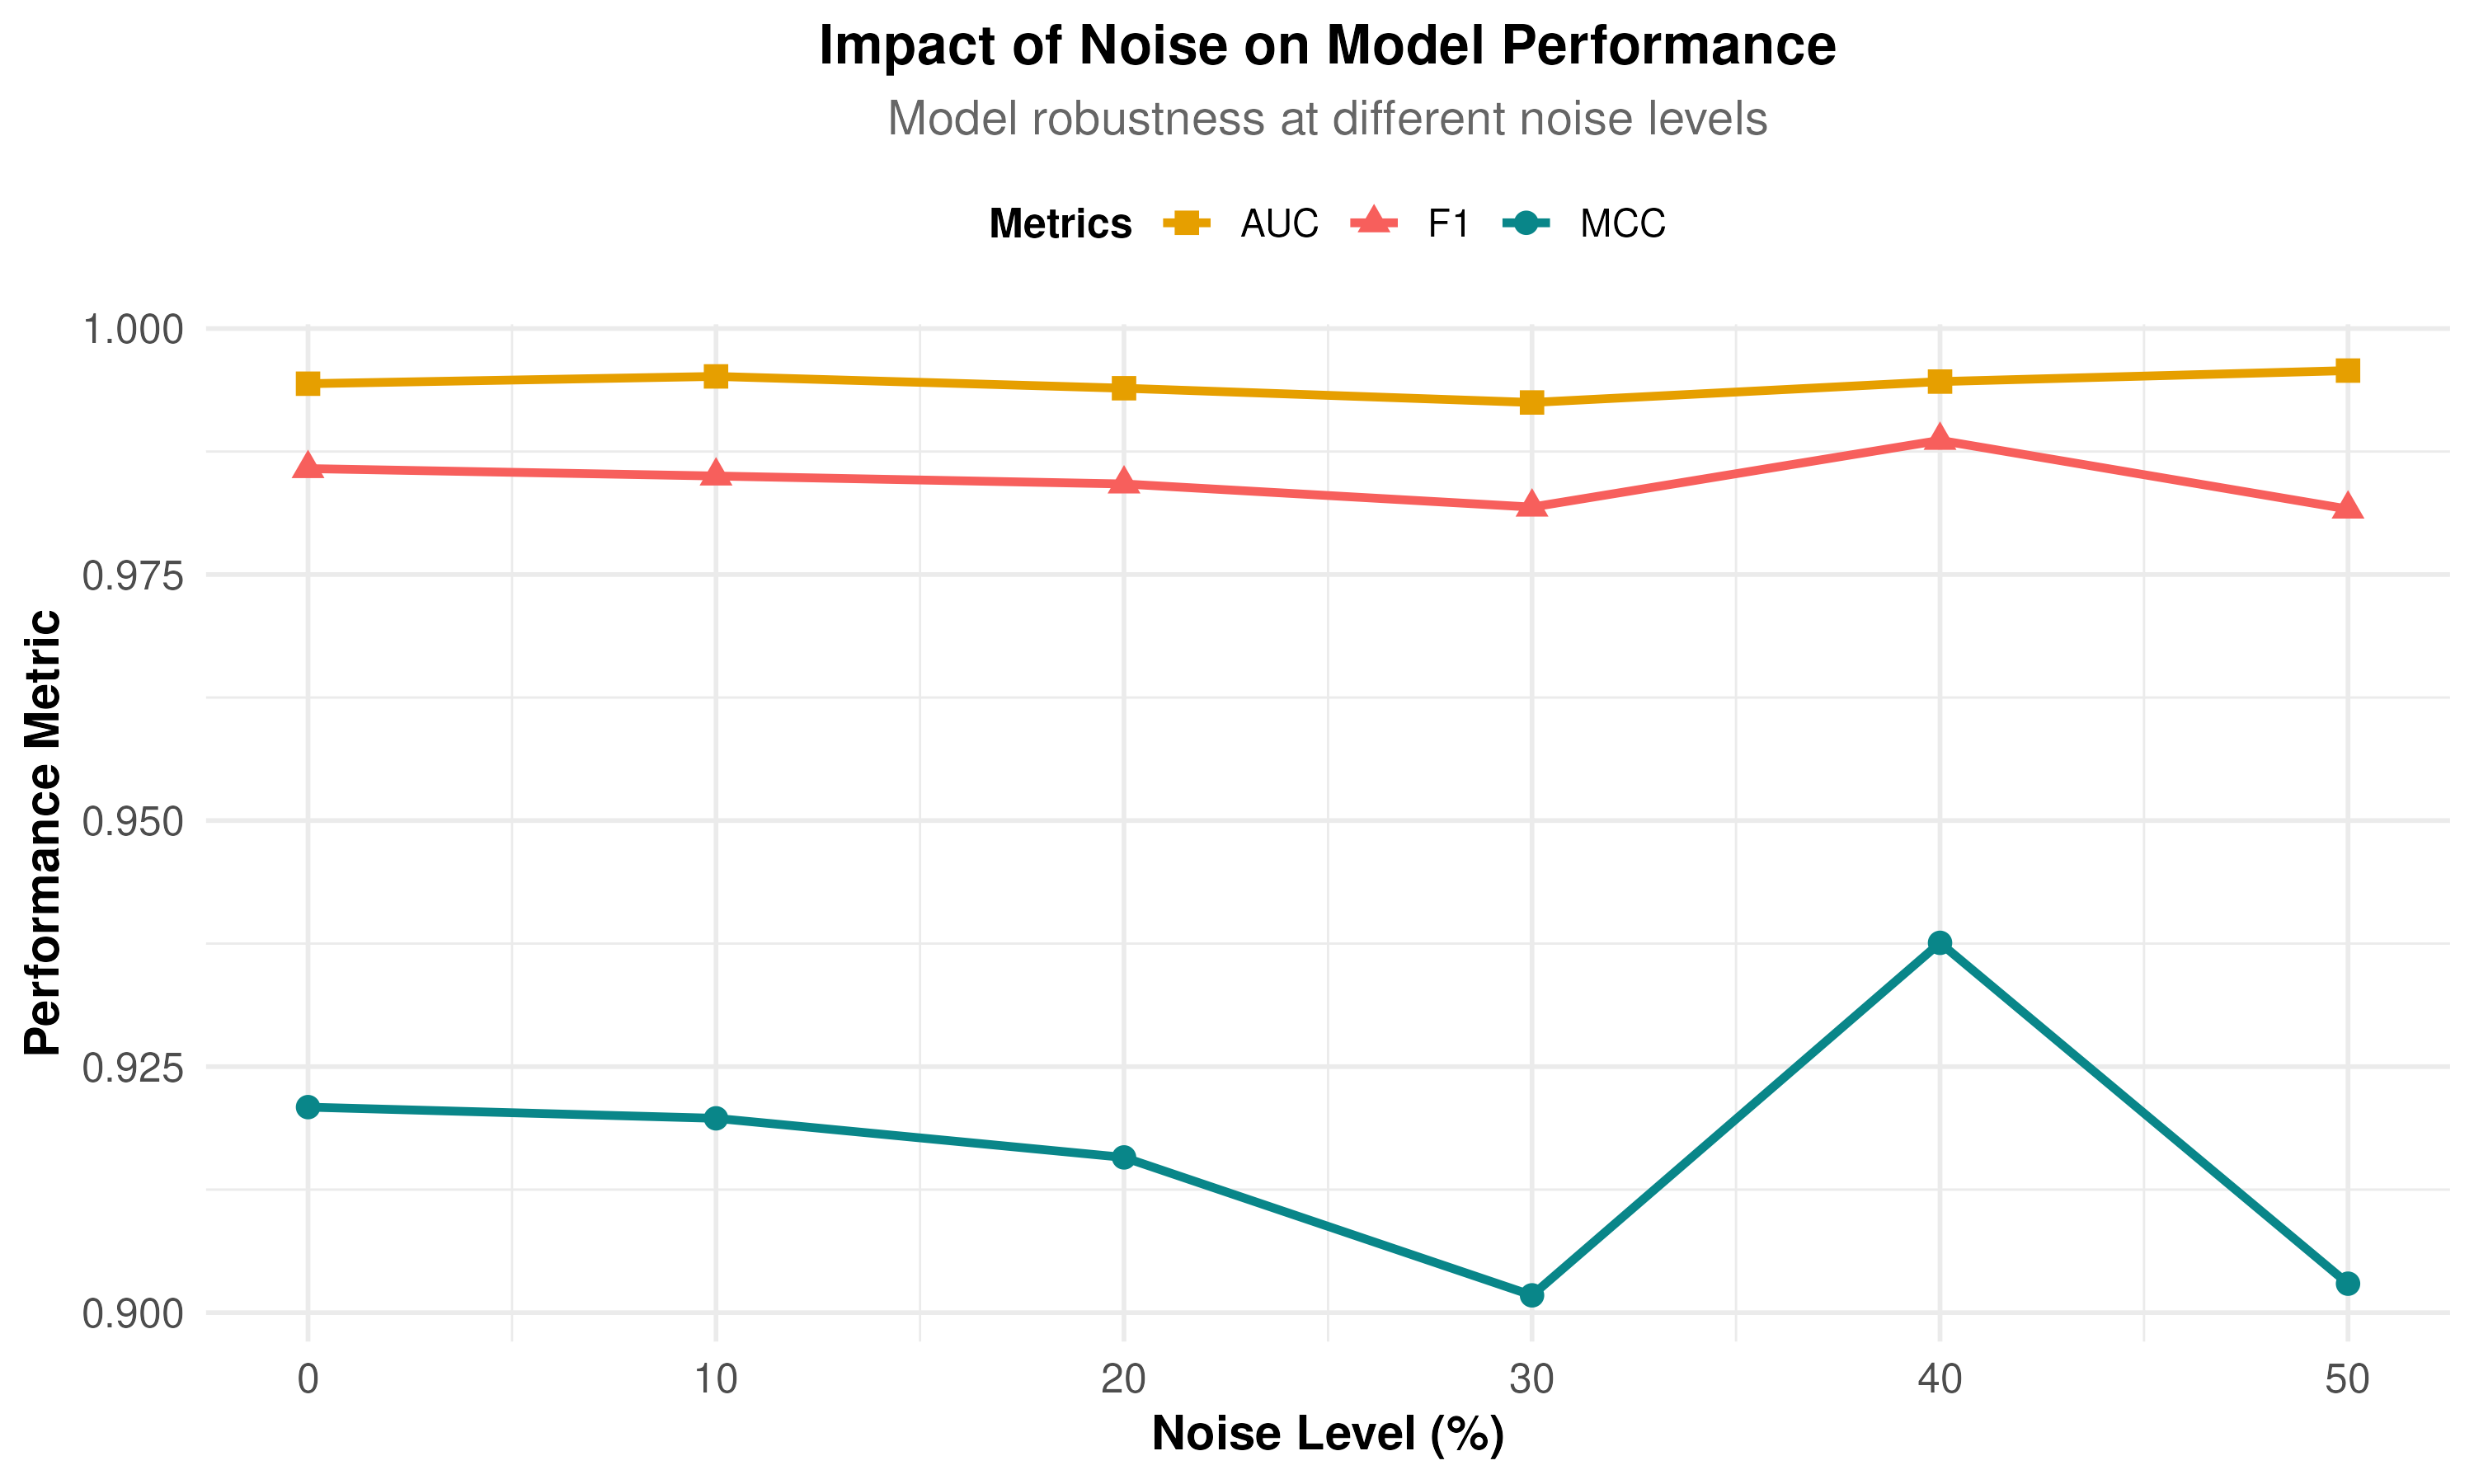 Impact of Noise on Model Performance
Model robustness at different noise levels
Metrics AUC F1 MCC
1.000
0.975
0.950
0.925
0.900
Performance Metric
0 10 20 30 40 50
Noise Level (%)